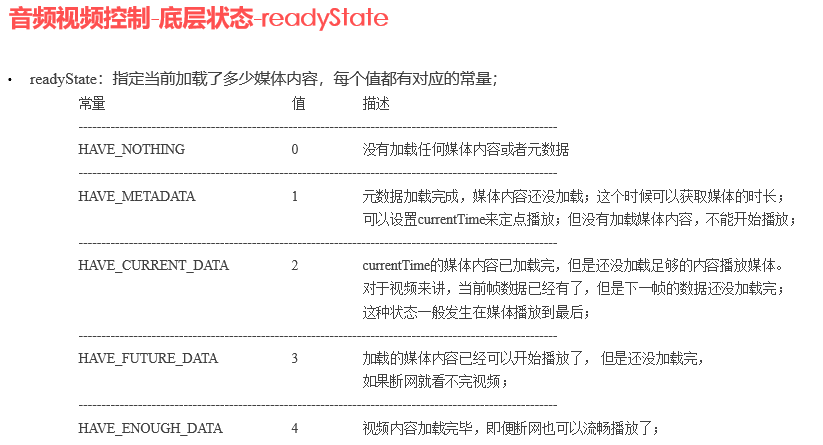 音频视频控制-底层状态-readyState
• readyState：指定当前加载了多少媒体内容，每个值都有对应的常量；
常量 值 描述
--------------------------------------------------------------------------------------------------------
HAVE_NOTHING 0 没有加载任何媒体内容或者元数据
--------------------------------------------------------------------------------------------------------
HAVE_METADATA 1 元数据加载完成，媒体内容还没加载；这个时候可以获取媒体的时长；
可以设置currentTime来定点播放；但没有加载媒体内容，不能开始播放；
--------------------------------------------------------------------------------------------------------
HAVE_CURRENT_DATA 2 currentTime的媒体内容已加载完，但是还没加载足够的内容播放媒体。
对于视频来讲，当前帧数据已经有了，但是下一帧的数据还没加载完；
这种状态一般发生在媒体播放到最后；
--------------------------------------------------------------------------------------------------------
HAVE_FUTURE_DATA 3 加载的媒体内容已经可以开始播放了， 但是还没加载完，
如果断网就看不完视频；
--------------------------------------------------------------------------------------------------------
HAVE_ENOUGH_DATA 4 视频内容加载完毕，即便断网也可以流畅播放了；